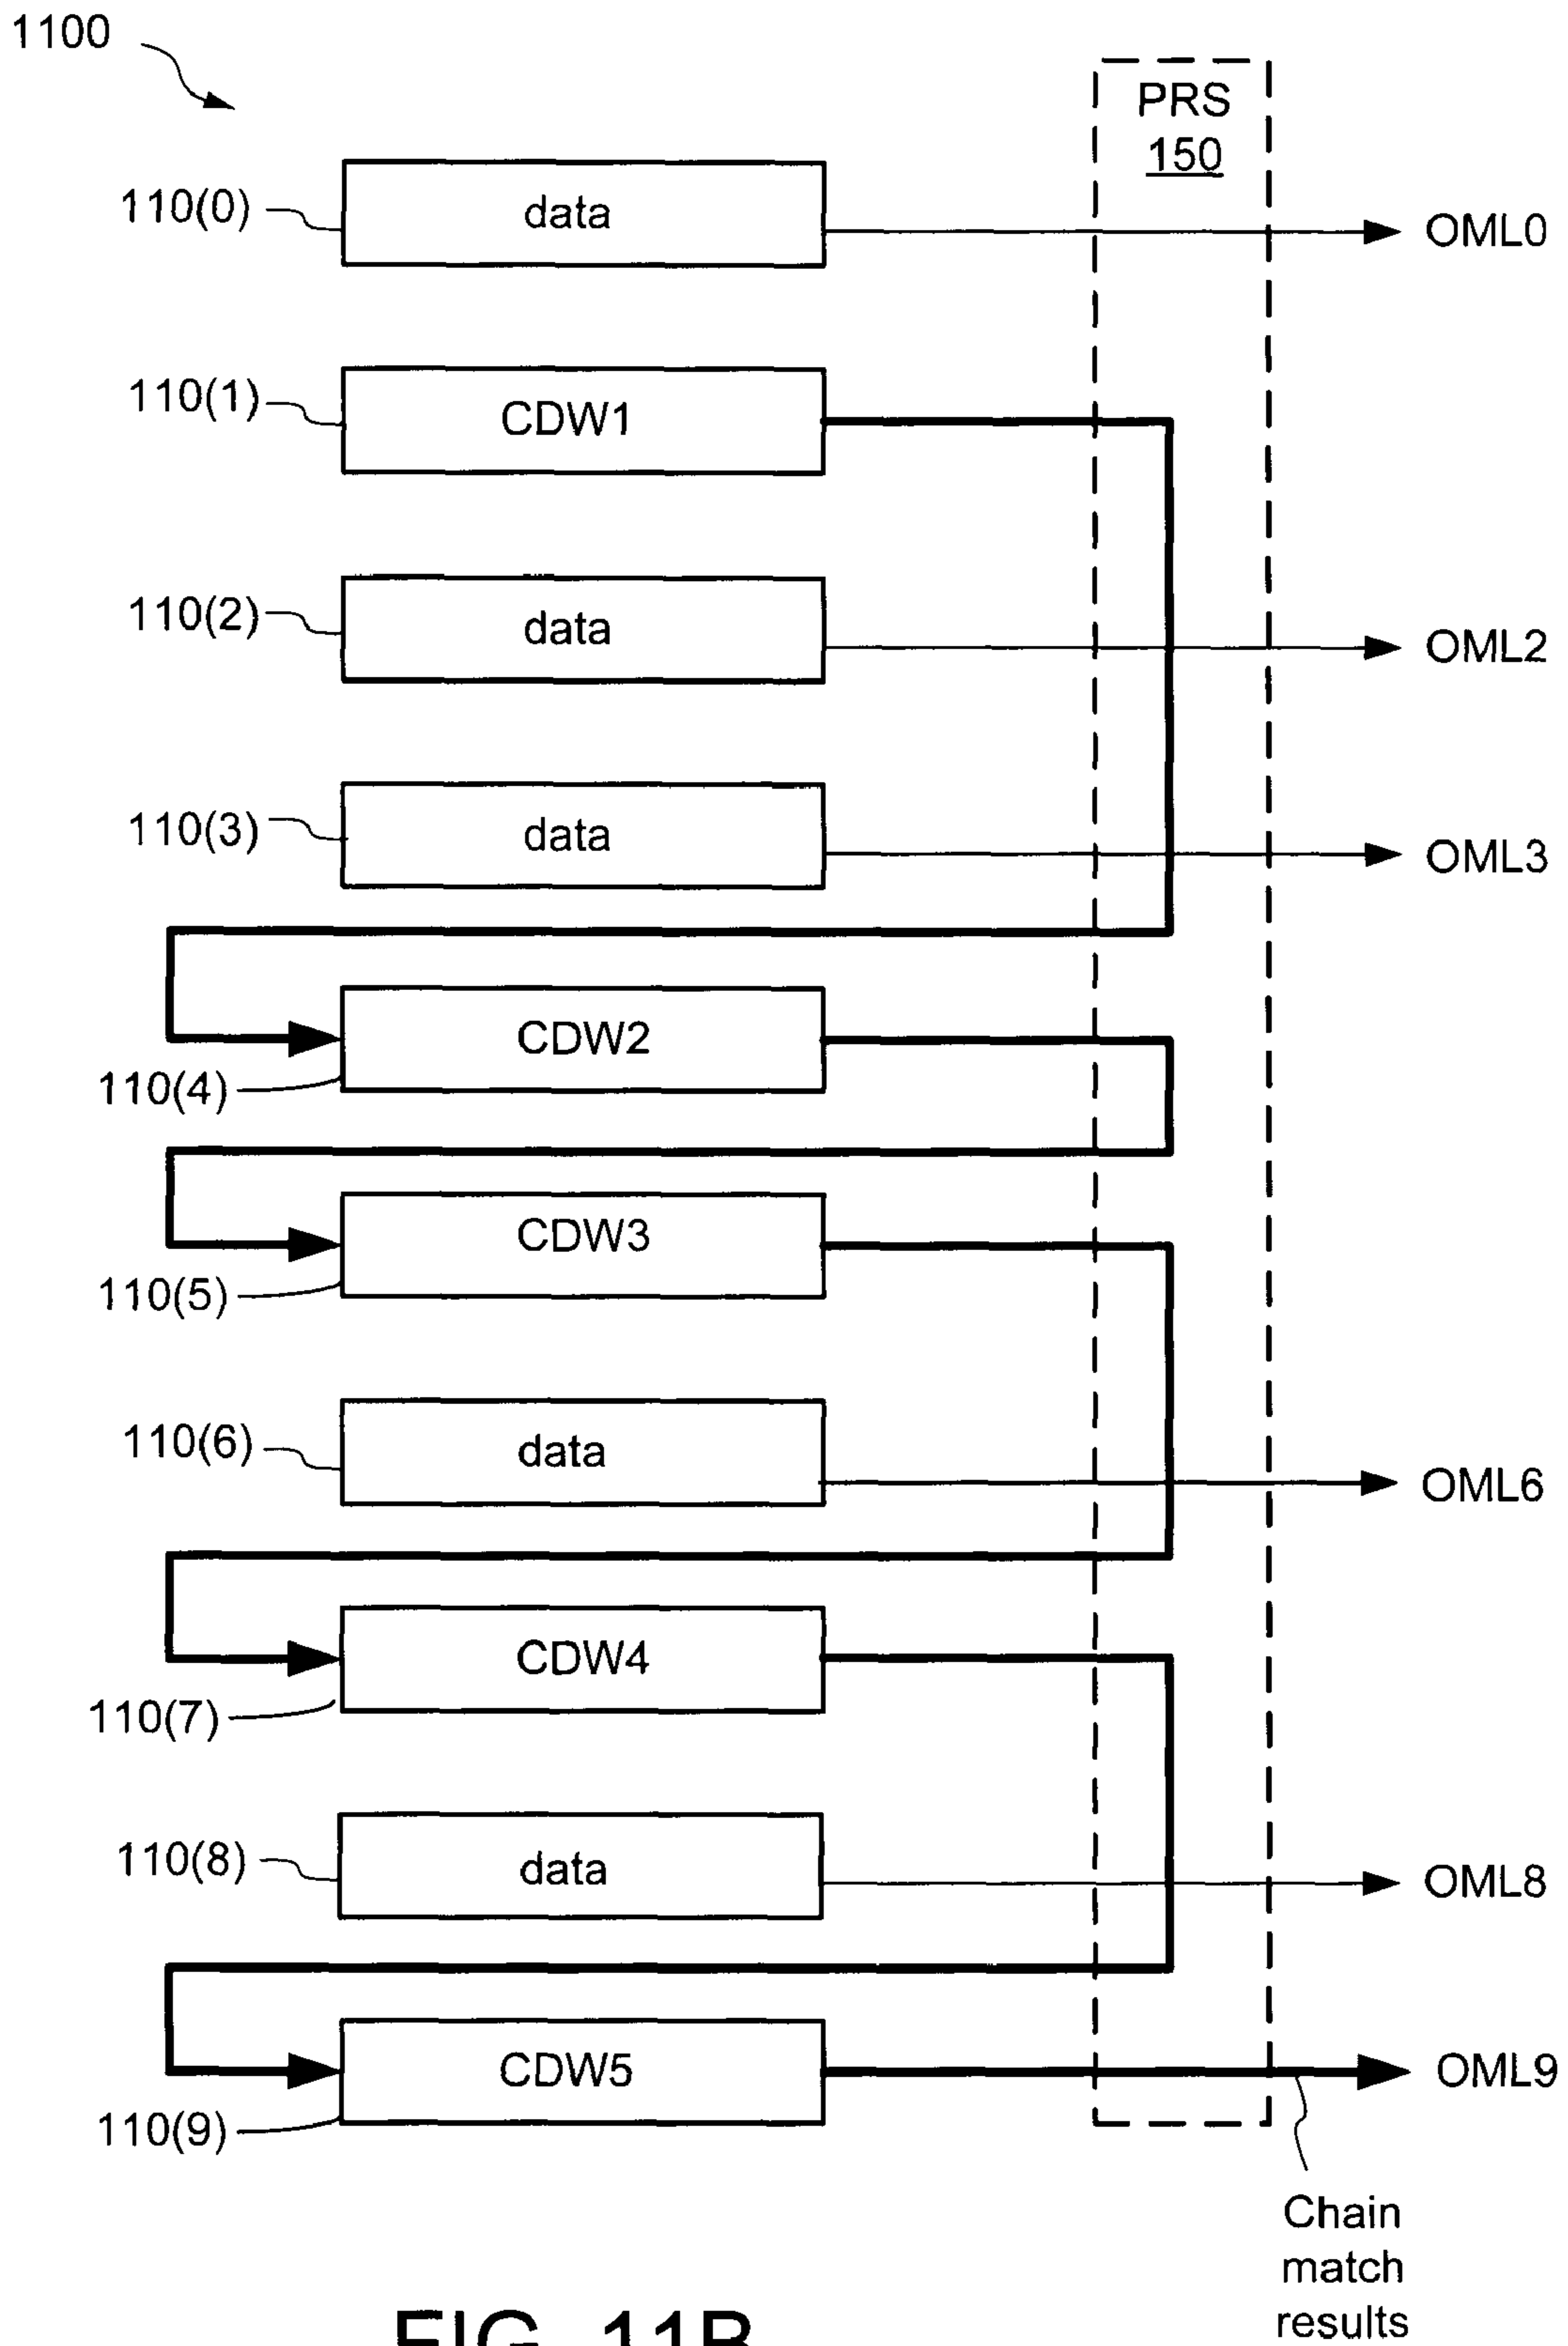 1100
PRS
150
110(0)
data
OML0
110(1)
CDW1
110(2)
data
OML2
110(3)
data
OML3
CDW2
110(4)
CDW3
110(5)
110(6)
data
OML6
CDW4
110(7)
110(8)
data
OML8
CDW5
OML9
110(9)
Chain
match
results
FIG. 11B